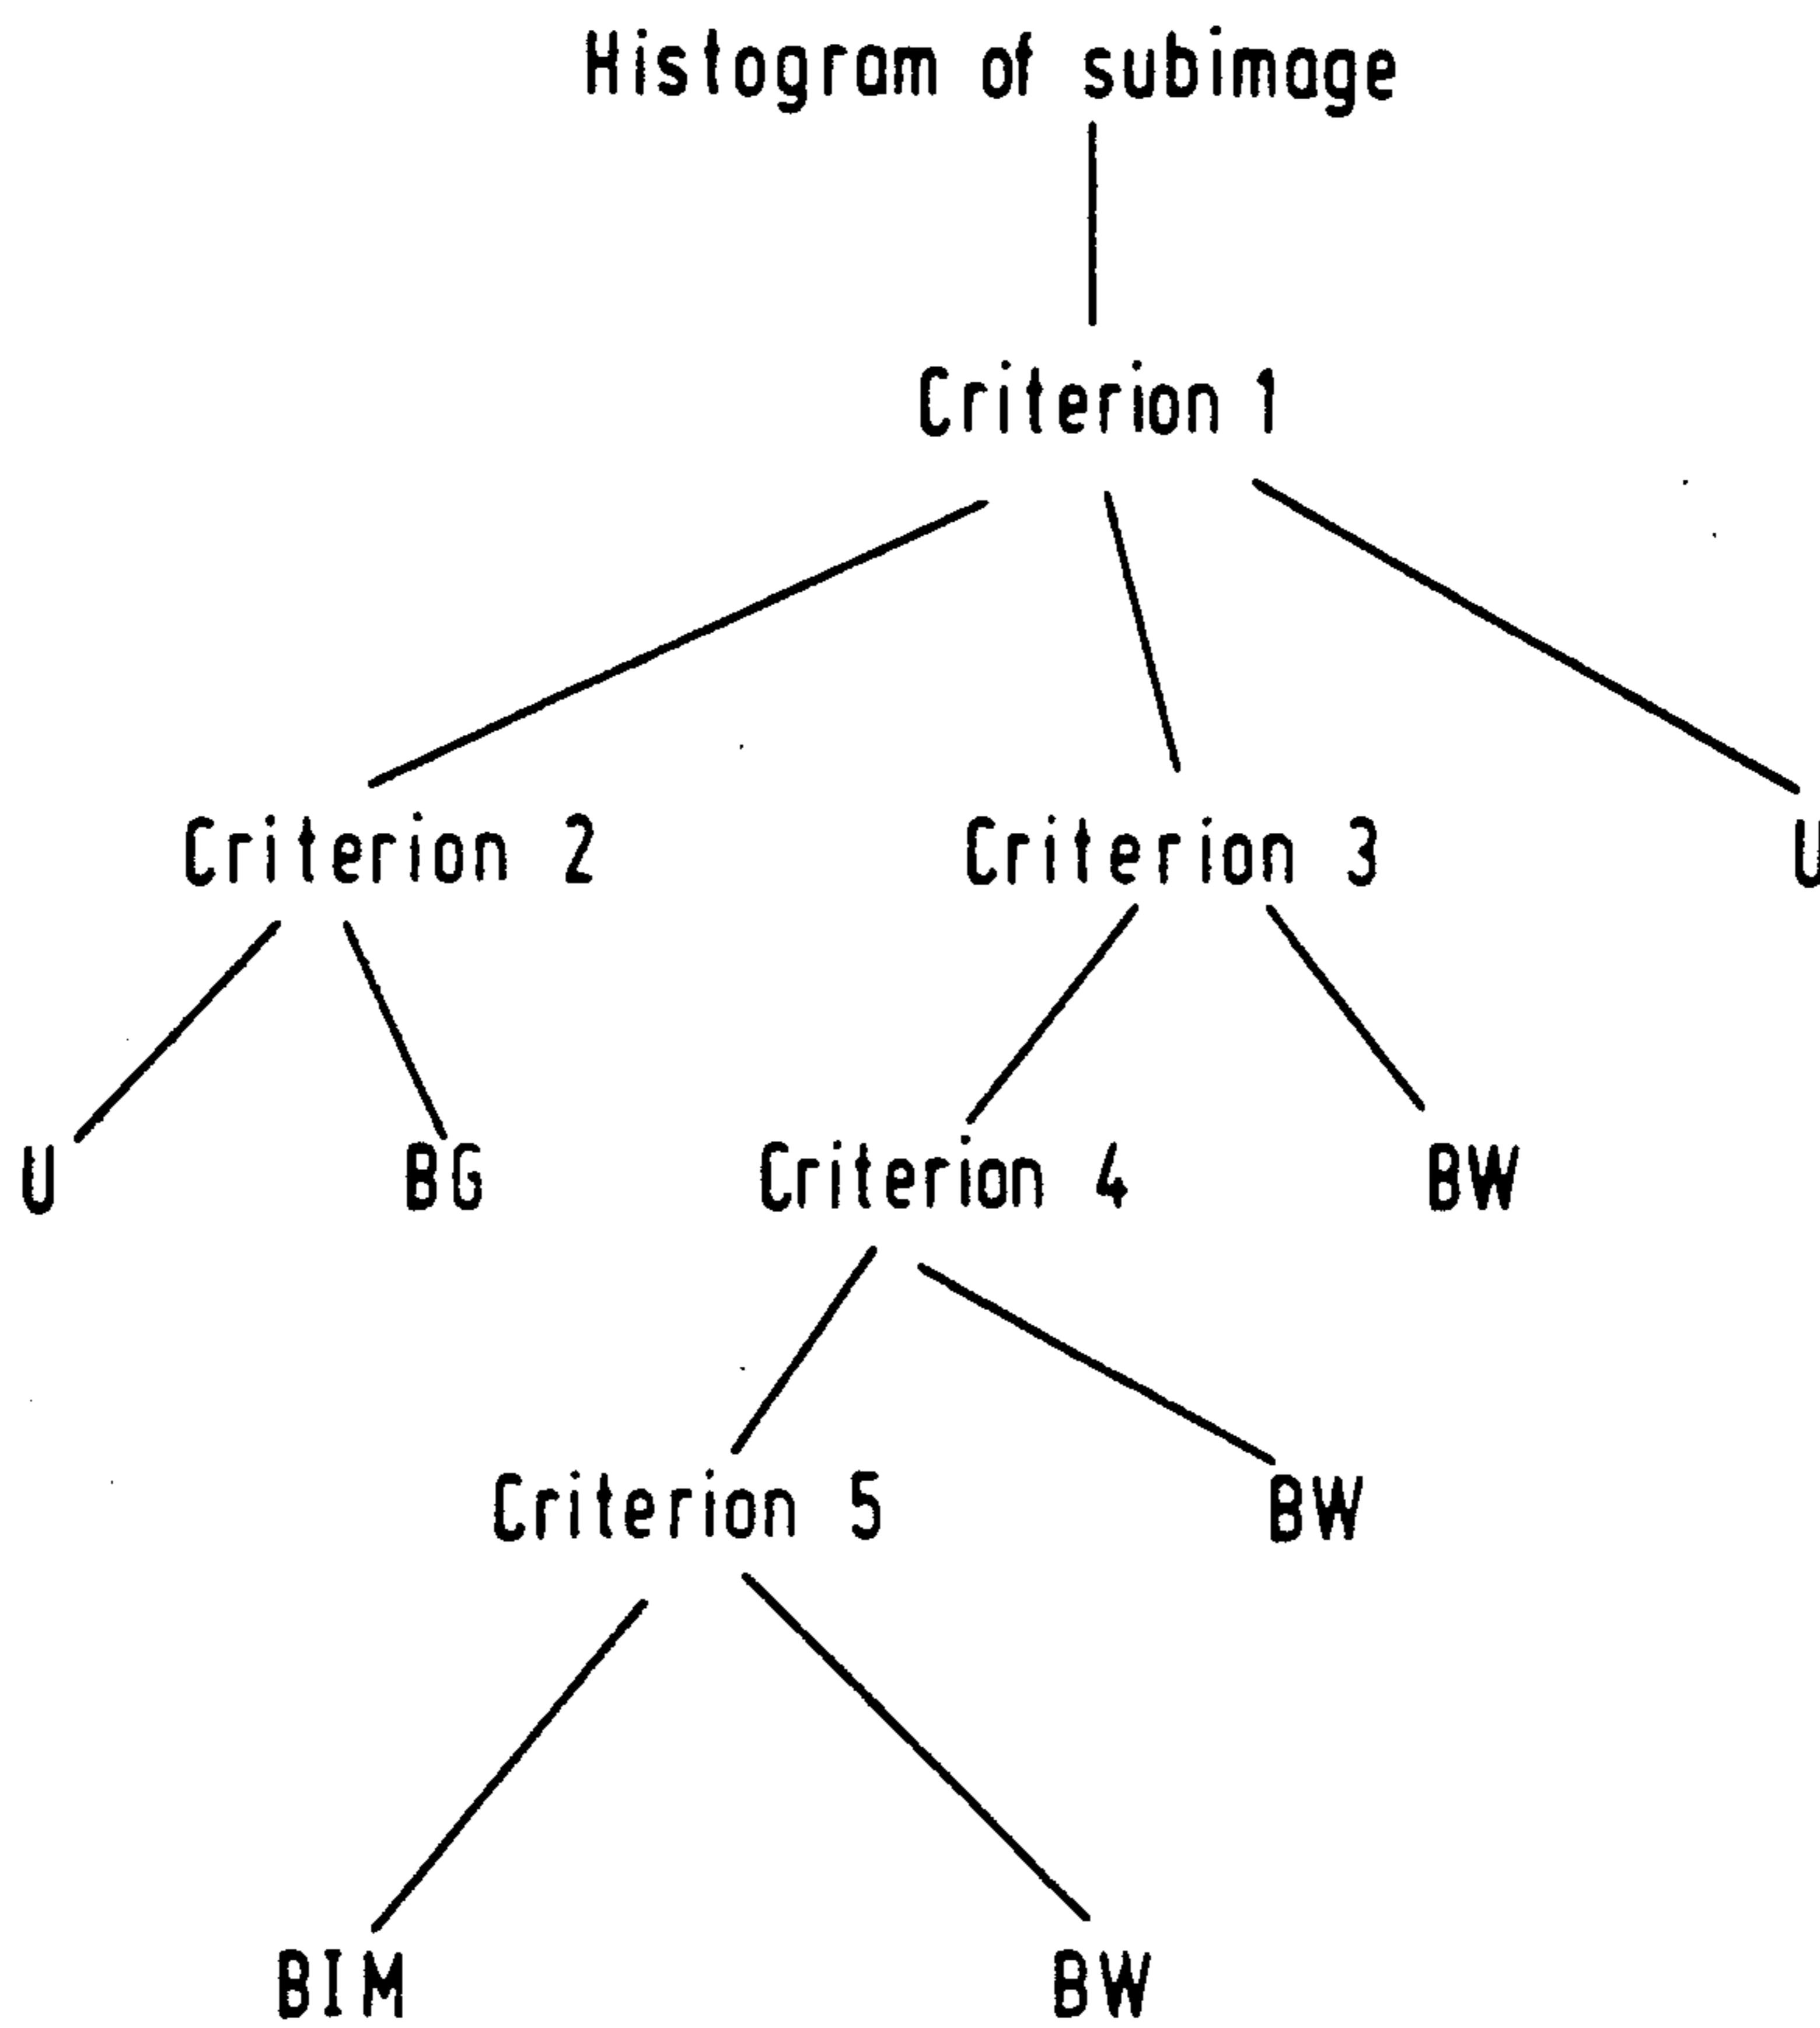 Histogram of subimage
Criterion 1
Criterion 2 Criterion 3 U
U BG Criterion 4 BW
Criterion 5 BW
BIM BW